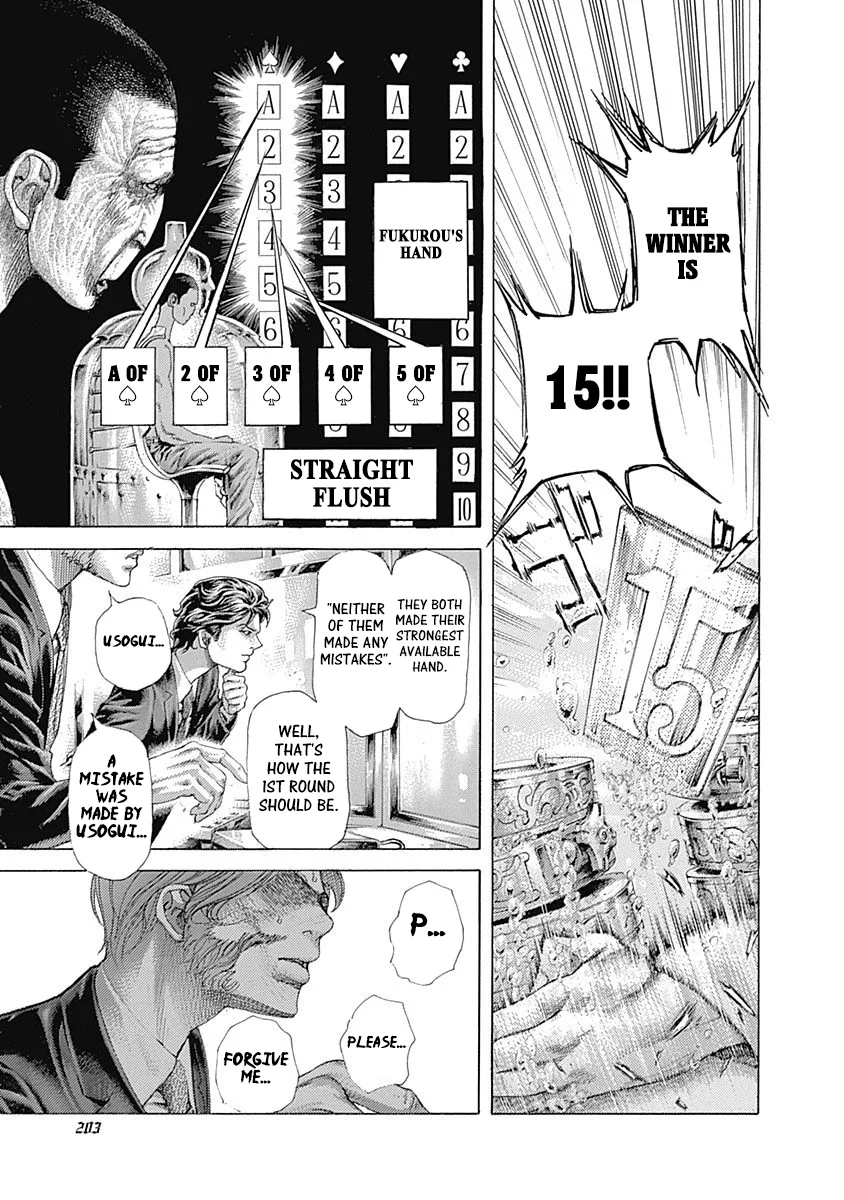 THE
WINNER
IS
15!!
15
♠ ♦ ♥ ♣
A A A A
2 2 2 2
3 3
4 4
5 5
6 6 6
7
8
9
10
FUKUROU'S
HAND
A OF
♤
2 OF
♤
3 OF
♤
4 OF
♤
5 OF
♤
STRAIGHT
FLUSH
THEY BOTH
MADE THEIR
STRONGEST
AVAILABLE
HAND.
"NEITHER
OF THEM
MADE ANY
MISTAKES".
WELL,
THAT'S
HOW THE
1ST ROUND
SHOULD BE.
USOGUI...
A
MISTAKE
WAS
MADE BY
USOGUI...
P...
PLEASE...
FORGIVE
ME...
203